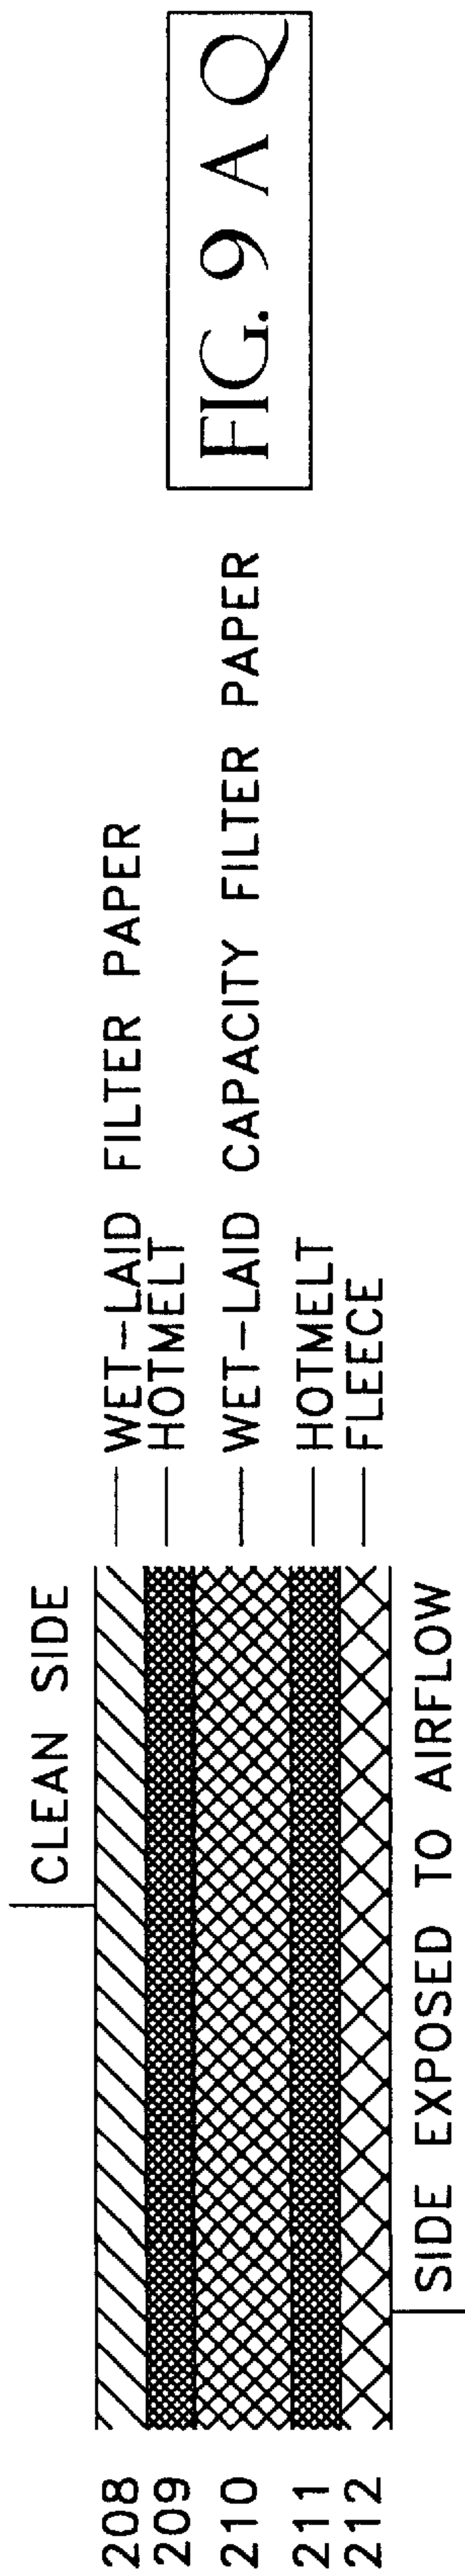 CLEAN SIDE
208 WET-LAID FILTER PAPER
209 HOTMELT
210 WET-LAID CAPACITY FILTER PAPER
211 HOTMELT
212 FLEECE
SIDE EXPOSED TO AIRFLOW
FIG. 9 A Q